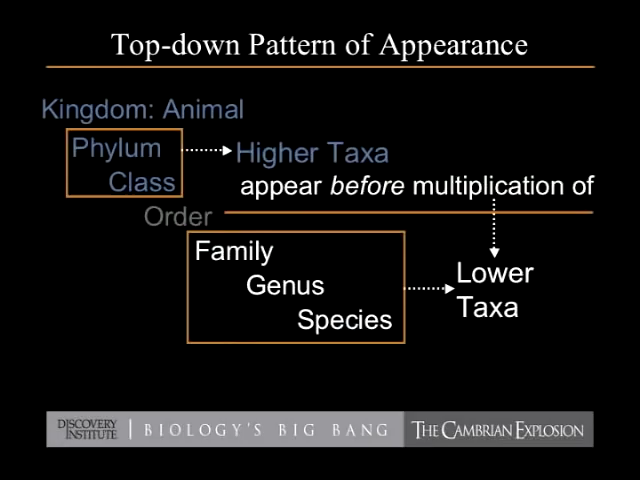 Top-down Pattern of Appearance
Kingdom: Animal
Phylum
Higher Taxa
Class
appear before multiplication of
Order
Family
Genus
Species
Lower
Taxa
DISCOVERY
INSTITUTE
BIOLOGY'S BIG BANG
THE CAMBRIAN EXPLOSION